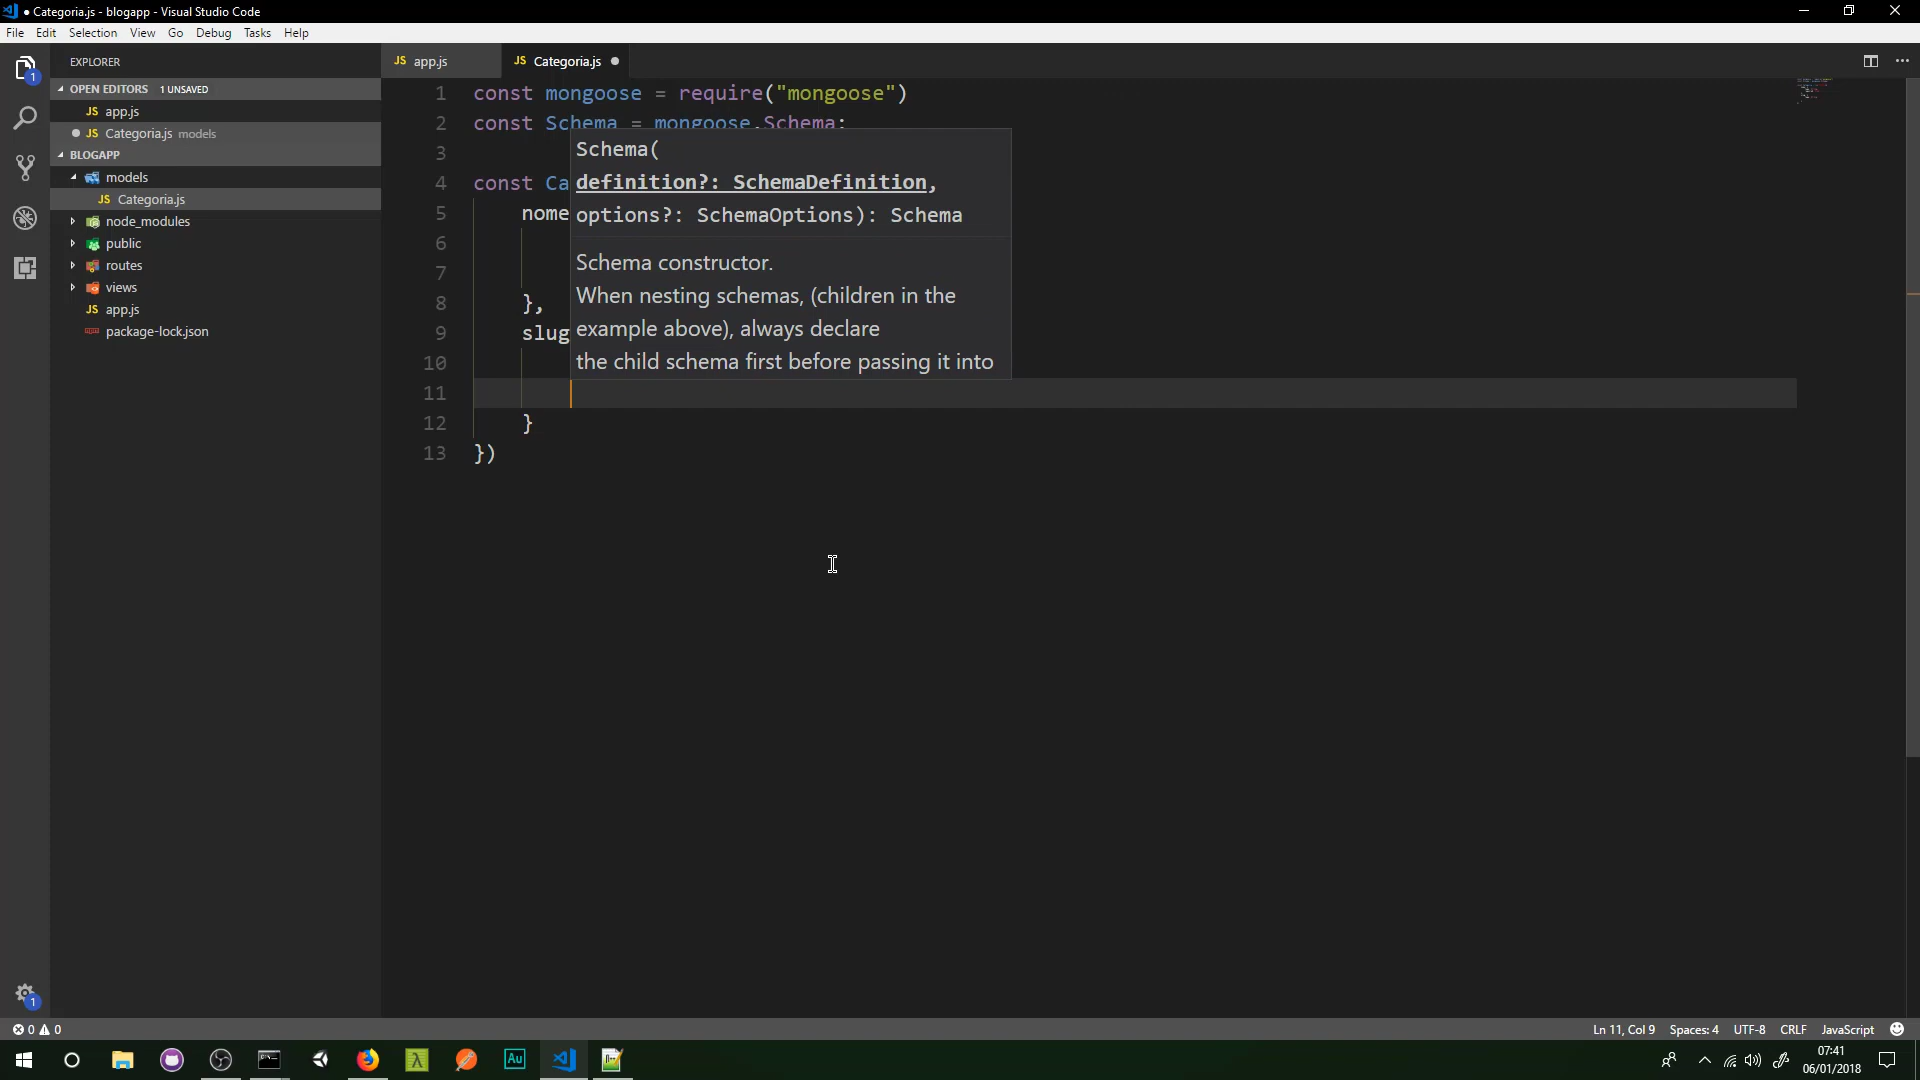 ● Categoria.js - blogapp - Visual Studio Code
File Edit Selection View Go Debug Tasks Help
EXPLORER
OPEN EDITORS 1 UNSAVED
JS app.js
● JS Categoria.js models
BLOGAPP
models
JS Categoria.js
node_modules
public
routes
views
JS app.js
package-lock.json
1
1
JS app.js
JS Categoria.js ●
1 const mongoose = require("mongoose")
2 const Schema = mongoose.Schema;
3
4 const Ca
5 nome
6
7
8 },
9 slug
10
11
12 }
13 })
Schema(
definition?: SchemaDefinition,
options?: SchemaOptions): Schema
Schema constructor.
When nesting schemas, (children in the
example above), always declare
the child schema first before passing it into
0 0
Ln 11, Col 9 Spaces: 4 UTF-8 CRLF JavaScript
Au
07:41
06/01/2018